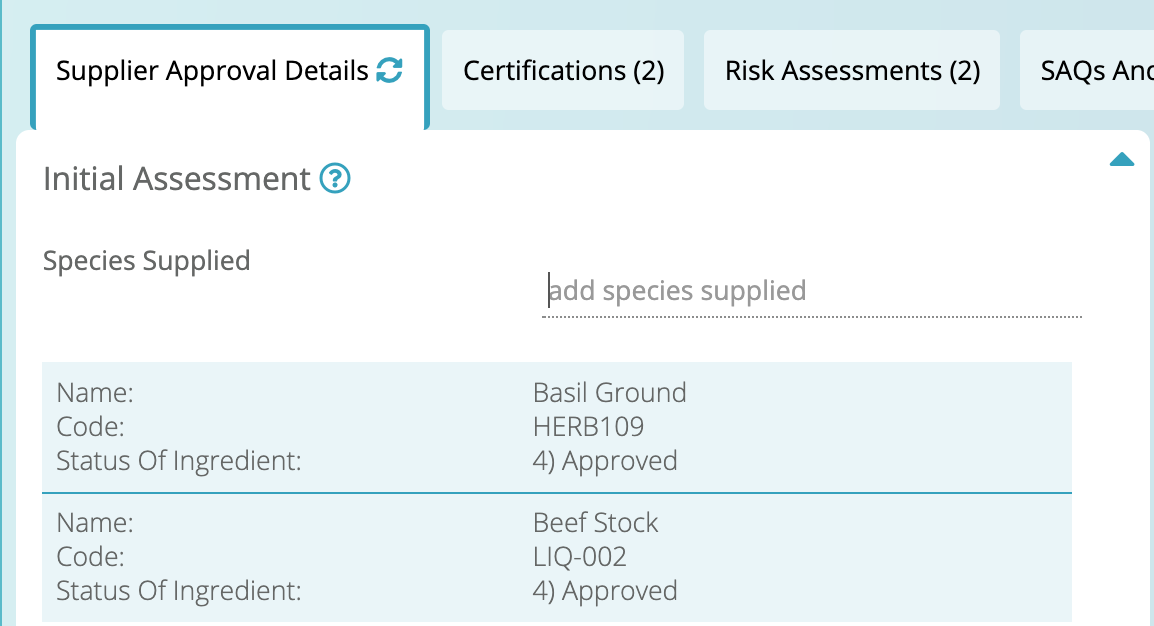 Supplier Approval Details Certifications (2) Risk Assessments (2) SAQs And
Initial Assessment ?
Species Supplied
add species supplied
Name: Basil Ground
Code: HERB109
Status Of Ingredient: 4) Approved
Name: Beef Stock
Code: LIQ-002
Status Of Ingredient: 4) Approved